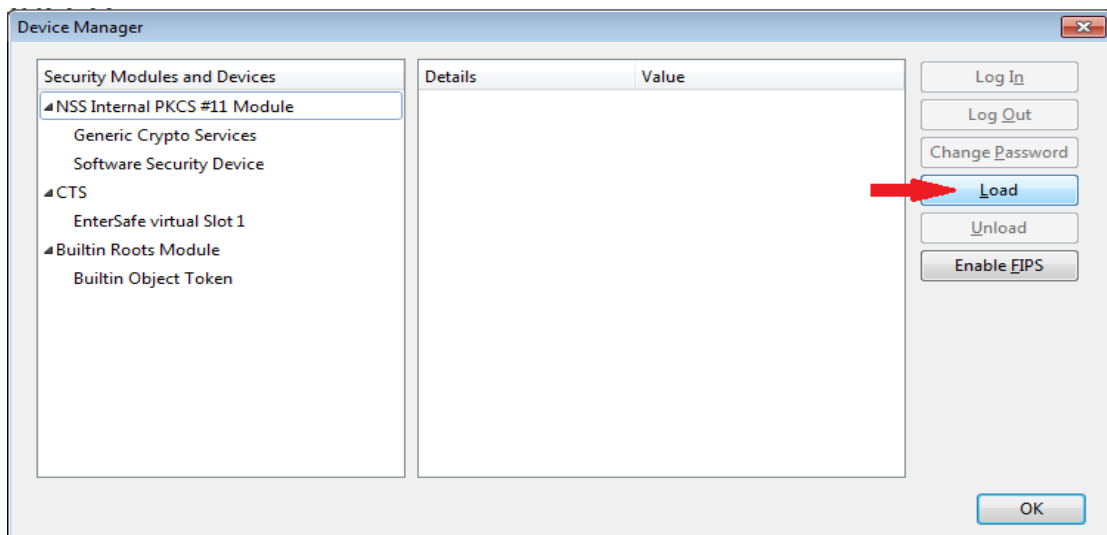 Device Manager
Security Modules and Devices
Details Value
NSS Internal PKCS #11 Module
Generic Crypto Services
Software Security Device
CTS
EnterSafe virtual Slot 1
Builtin Roots Module
Builtin Object Token
Log In
Log Out
Change Password
Load
Unload
Enable FIPS
OK